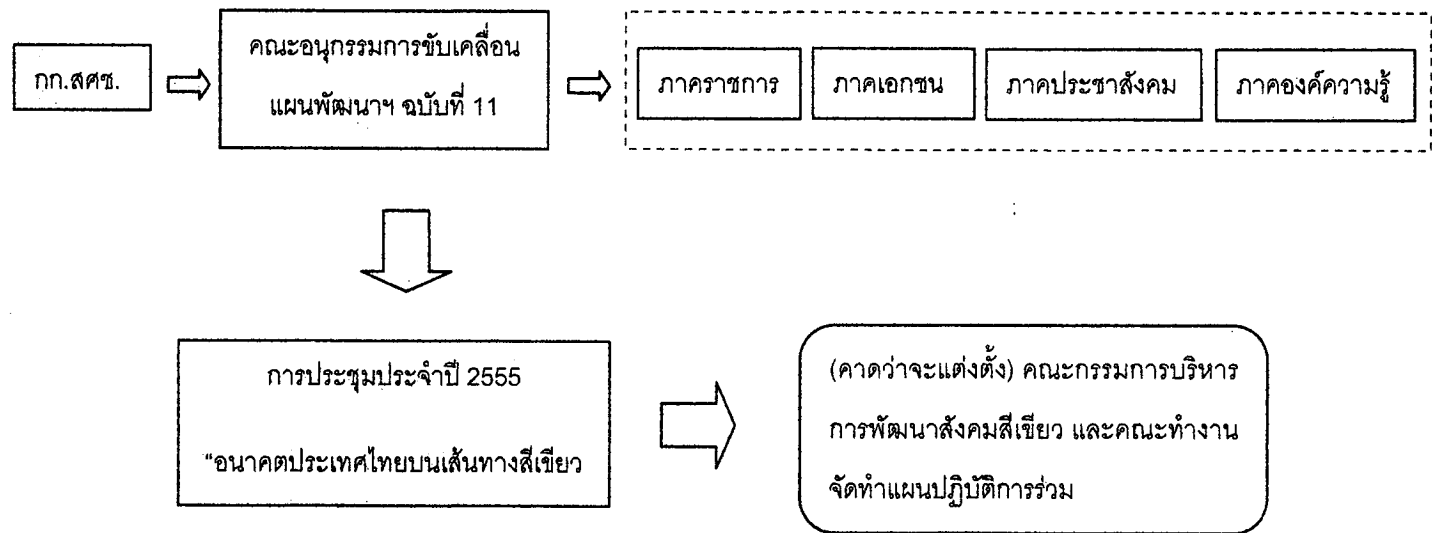 กก.สศช.
คณะอนุกรรมการขับเคลื่อน
แผนพัฒนาฯ ฉบับที่ 11
ภาคราชการ
ภาคเอกชน
ภาคประชาสังคม
ภาคองค์ความรู้
การประชุมประจำปี 2555
“อนาคตประเทศไทยบนเส้นทางสีเขียว
(คาดว่าจะแต่งตั้ง) คณะกรรมการบริหาร
การพัฒนาสังคมสีเขียว และคณะทำงาน
จัดทำแผนปฏิบัติการร่วม